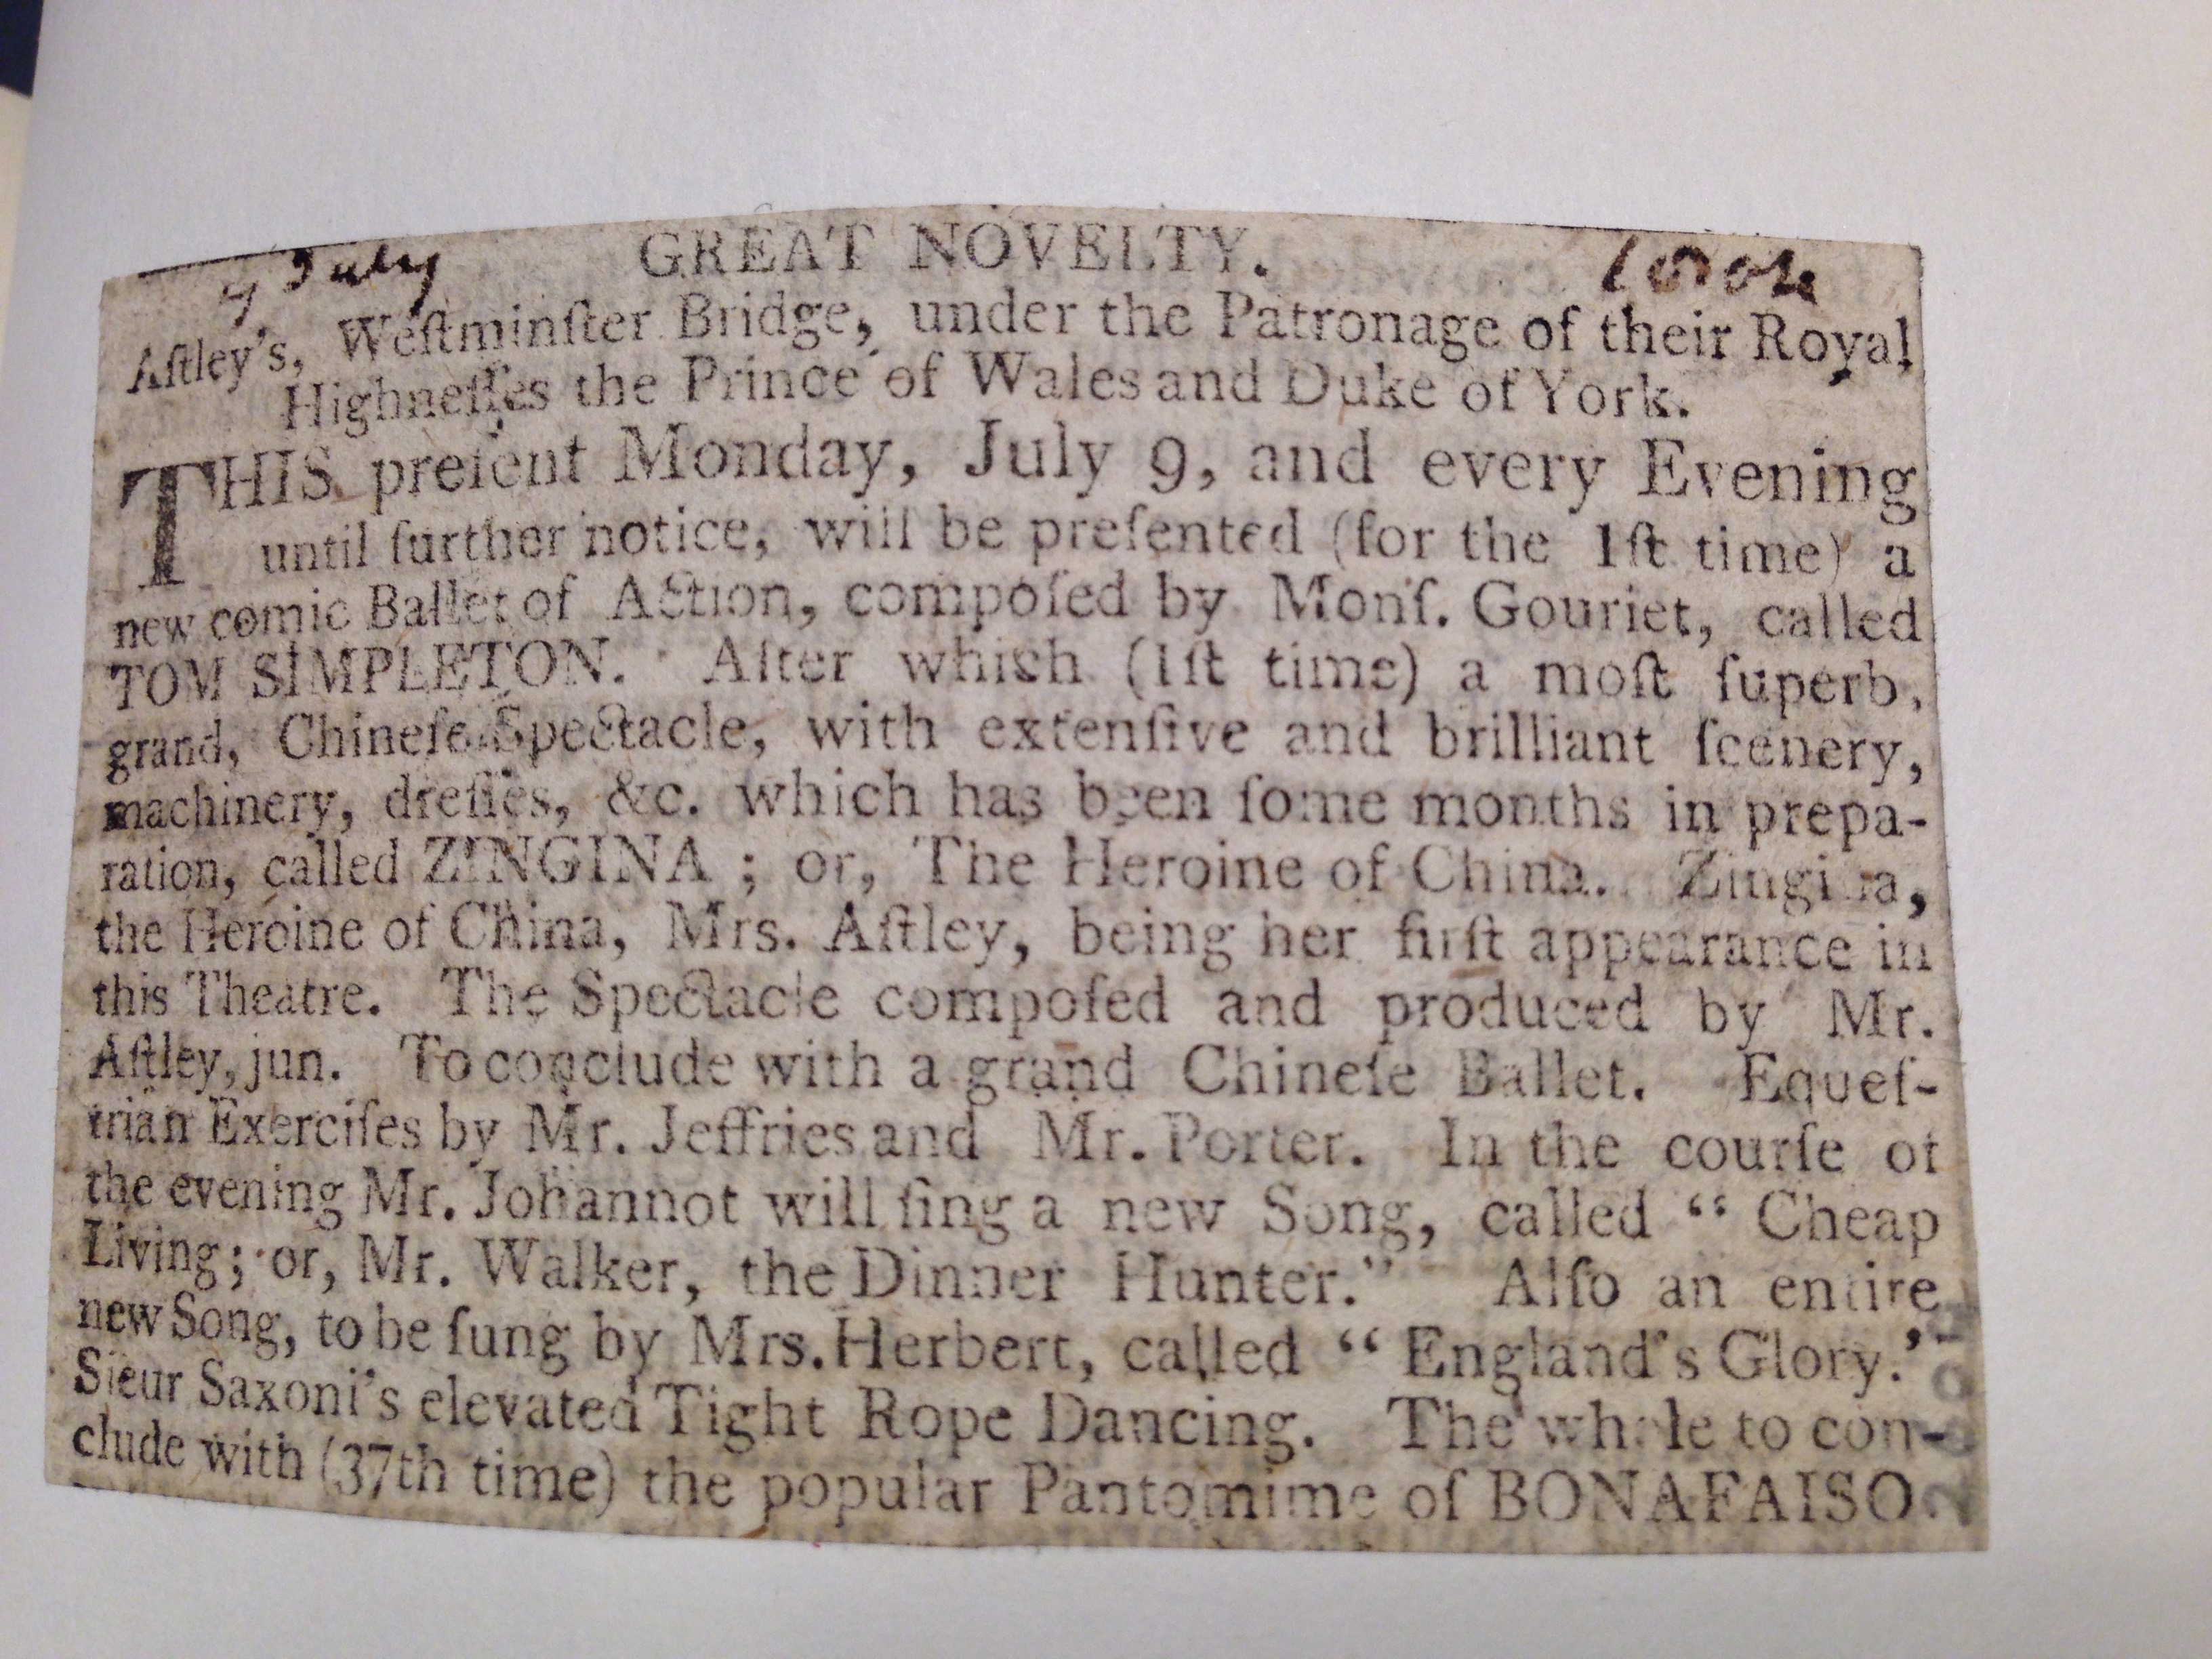 9 July
1804
GREAT NOVELTY.
Aſtley's, Weſtminſter Bridge, under the Patronage of their Royal
Highneſſes the Prince of Wales and Duke of York.
THIS preſent Monday, July 9, and every Evening
until further notice, will be preſented (for the 1ſt time) a
new comic Ballet of Action, compoſed by Monſ. Gouriet, called
TOM SIMPLETON. After which (1ſt time) a moſt ſuperb,
grand, Chineſe Spectacle, with extenſive and brilliant ſcenery,
machinery, dreſſes, &c. which has been ſome months in prepa-
ration, called ZINGINA ; or, The Heroine of China. Zingina,
the Heroine of China, Mrs. Aſtley, being her firſt appearance in
this Theatre. The Spectacle compoſed and produced by Mr.
Aſtley, jun. To conclude with a grand Chineſe Ballet. Equeſ-
trian Exerciſes by Mr. Jeffries and Mr. Porter. In the courſe of
the evening Mr. Johannot will ſing a new Song, called “ Cheap
Living; or, Mr. Walker, the Dinner Hunter.” Alſo an entire
new Song, to be ſung by Mrs. Herbert, called “ England's Glory.'
Sieur Saxoni's elevated Tight Rope Dancing. The whole to con-
clude with (37th time) the popular Pantomime of BONAFAISO.